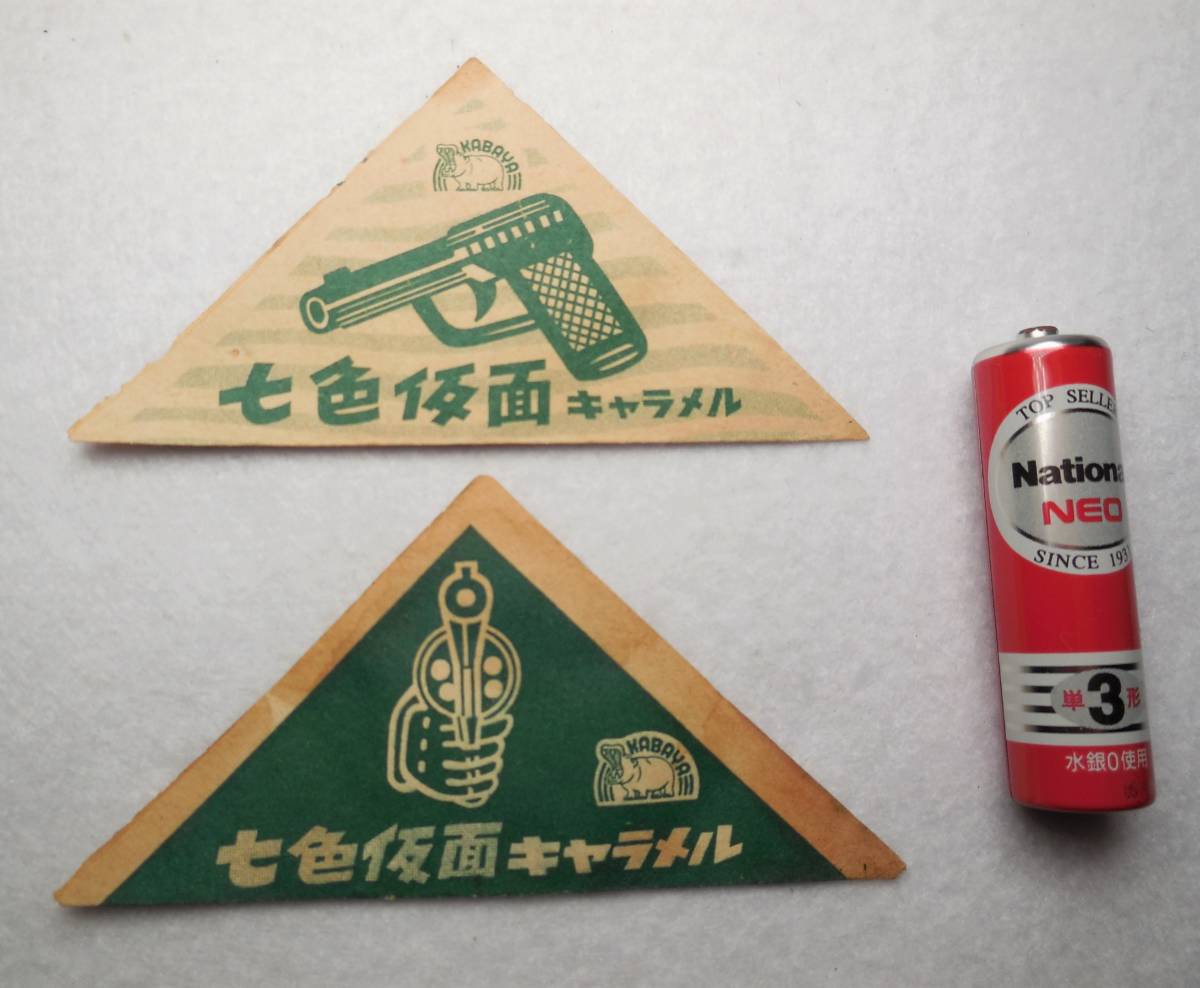 KABAYA
七色仮面 キャラメル
KABAYA
七色仮面 キャラメル
TOP SELLE
Nationa
NEO
SINCE 193
単3形
水銀0使用